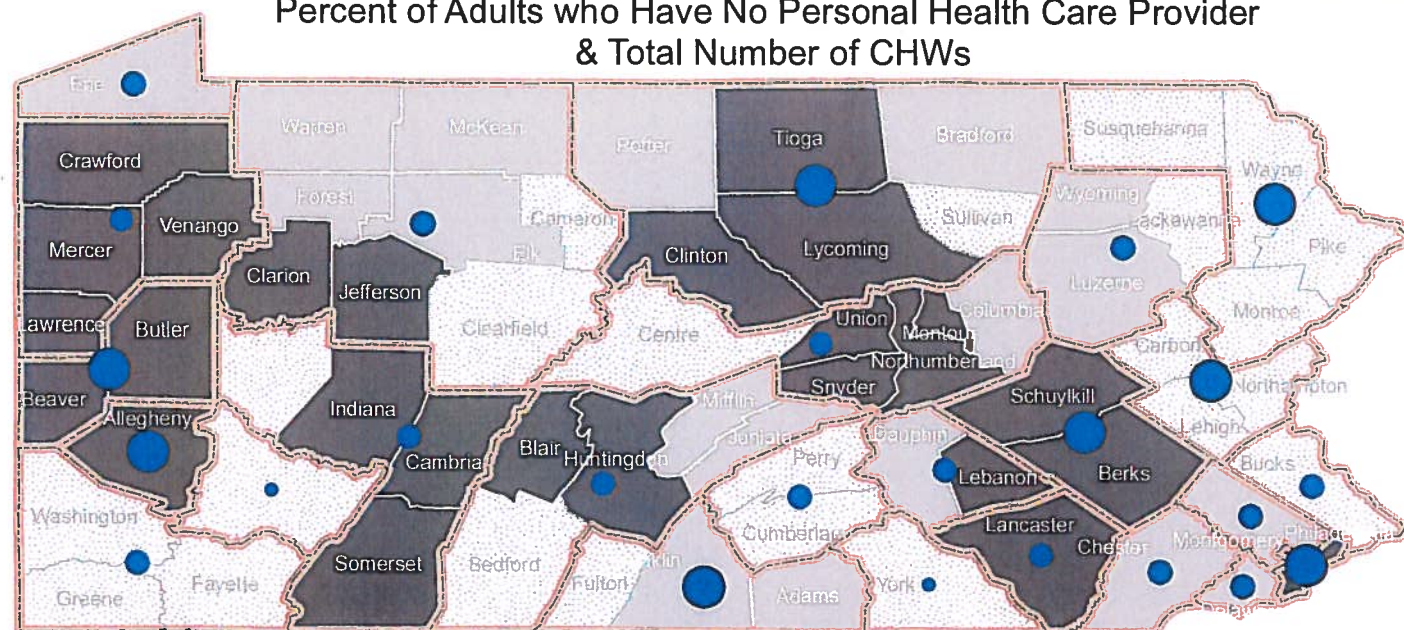 Percent of Adults who Have No Personal Health Care Provider
& Total Number of CHWs
Erie
Warren
McKean
Potter
Tioga
Bradford
Susquehanna
Crawford
Wayne
Forest
Wyoming
Venango
Cameron
Sullivan
Lackawanna
Mercer
Clarion
Elk
Clinton
Lycoming
Pike
Jefferson
Luzerne
Lawrence
Butler
Clearfield
Centre
Union
Montour
Columbia
Monroe
Carbon
Northumberland
Beaver
Snyder
Northampton
Allegheny
Indiana
Mifflin
Schuylkill
Juniata
Dauphin
Lehigh
Cambria
Blair
Huntingdon
Perry
Lebanon
Berks
Bucks
Washington
Cumberlan
Lancaster
Chester
Montgomery
Philadelphia
Somerset
Bedford
Fulton
klin
Greene
Fayette
Adams
York
Delaware